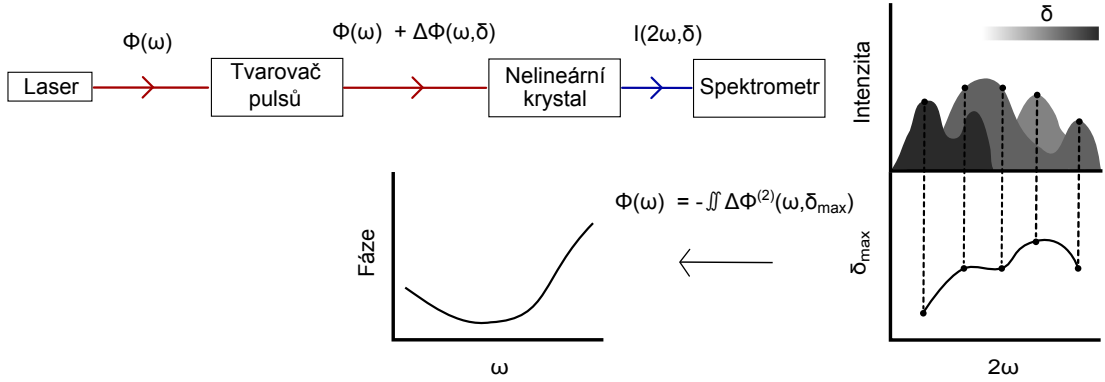 Φ(ω)
Φ(ω) + ΔΦ(ω,δ)
I(2ω,δ)
Laser
Tvarovač
pulsů
Nelineární
krystal
Spektrometr
δ
Intenzita
Φ(ω) = -∬ ΔΦ⁽²⁾(ω,δₘₐₓ)
Fáze
ω
δₘₐₓ
2ω